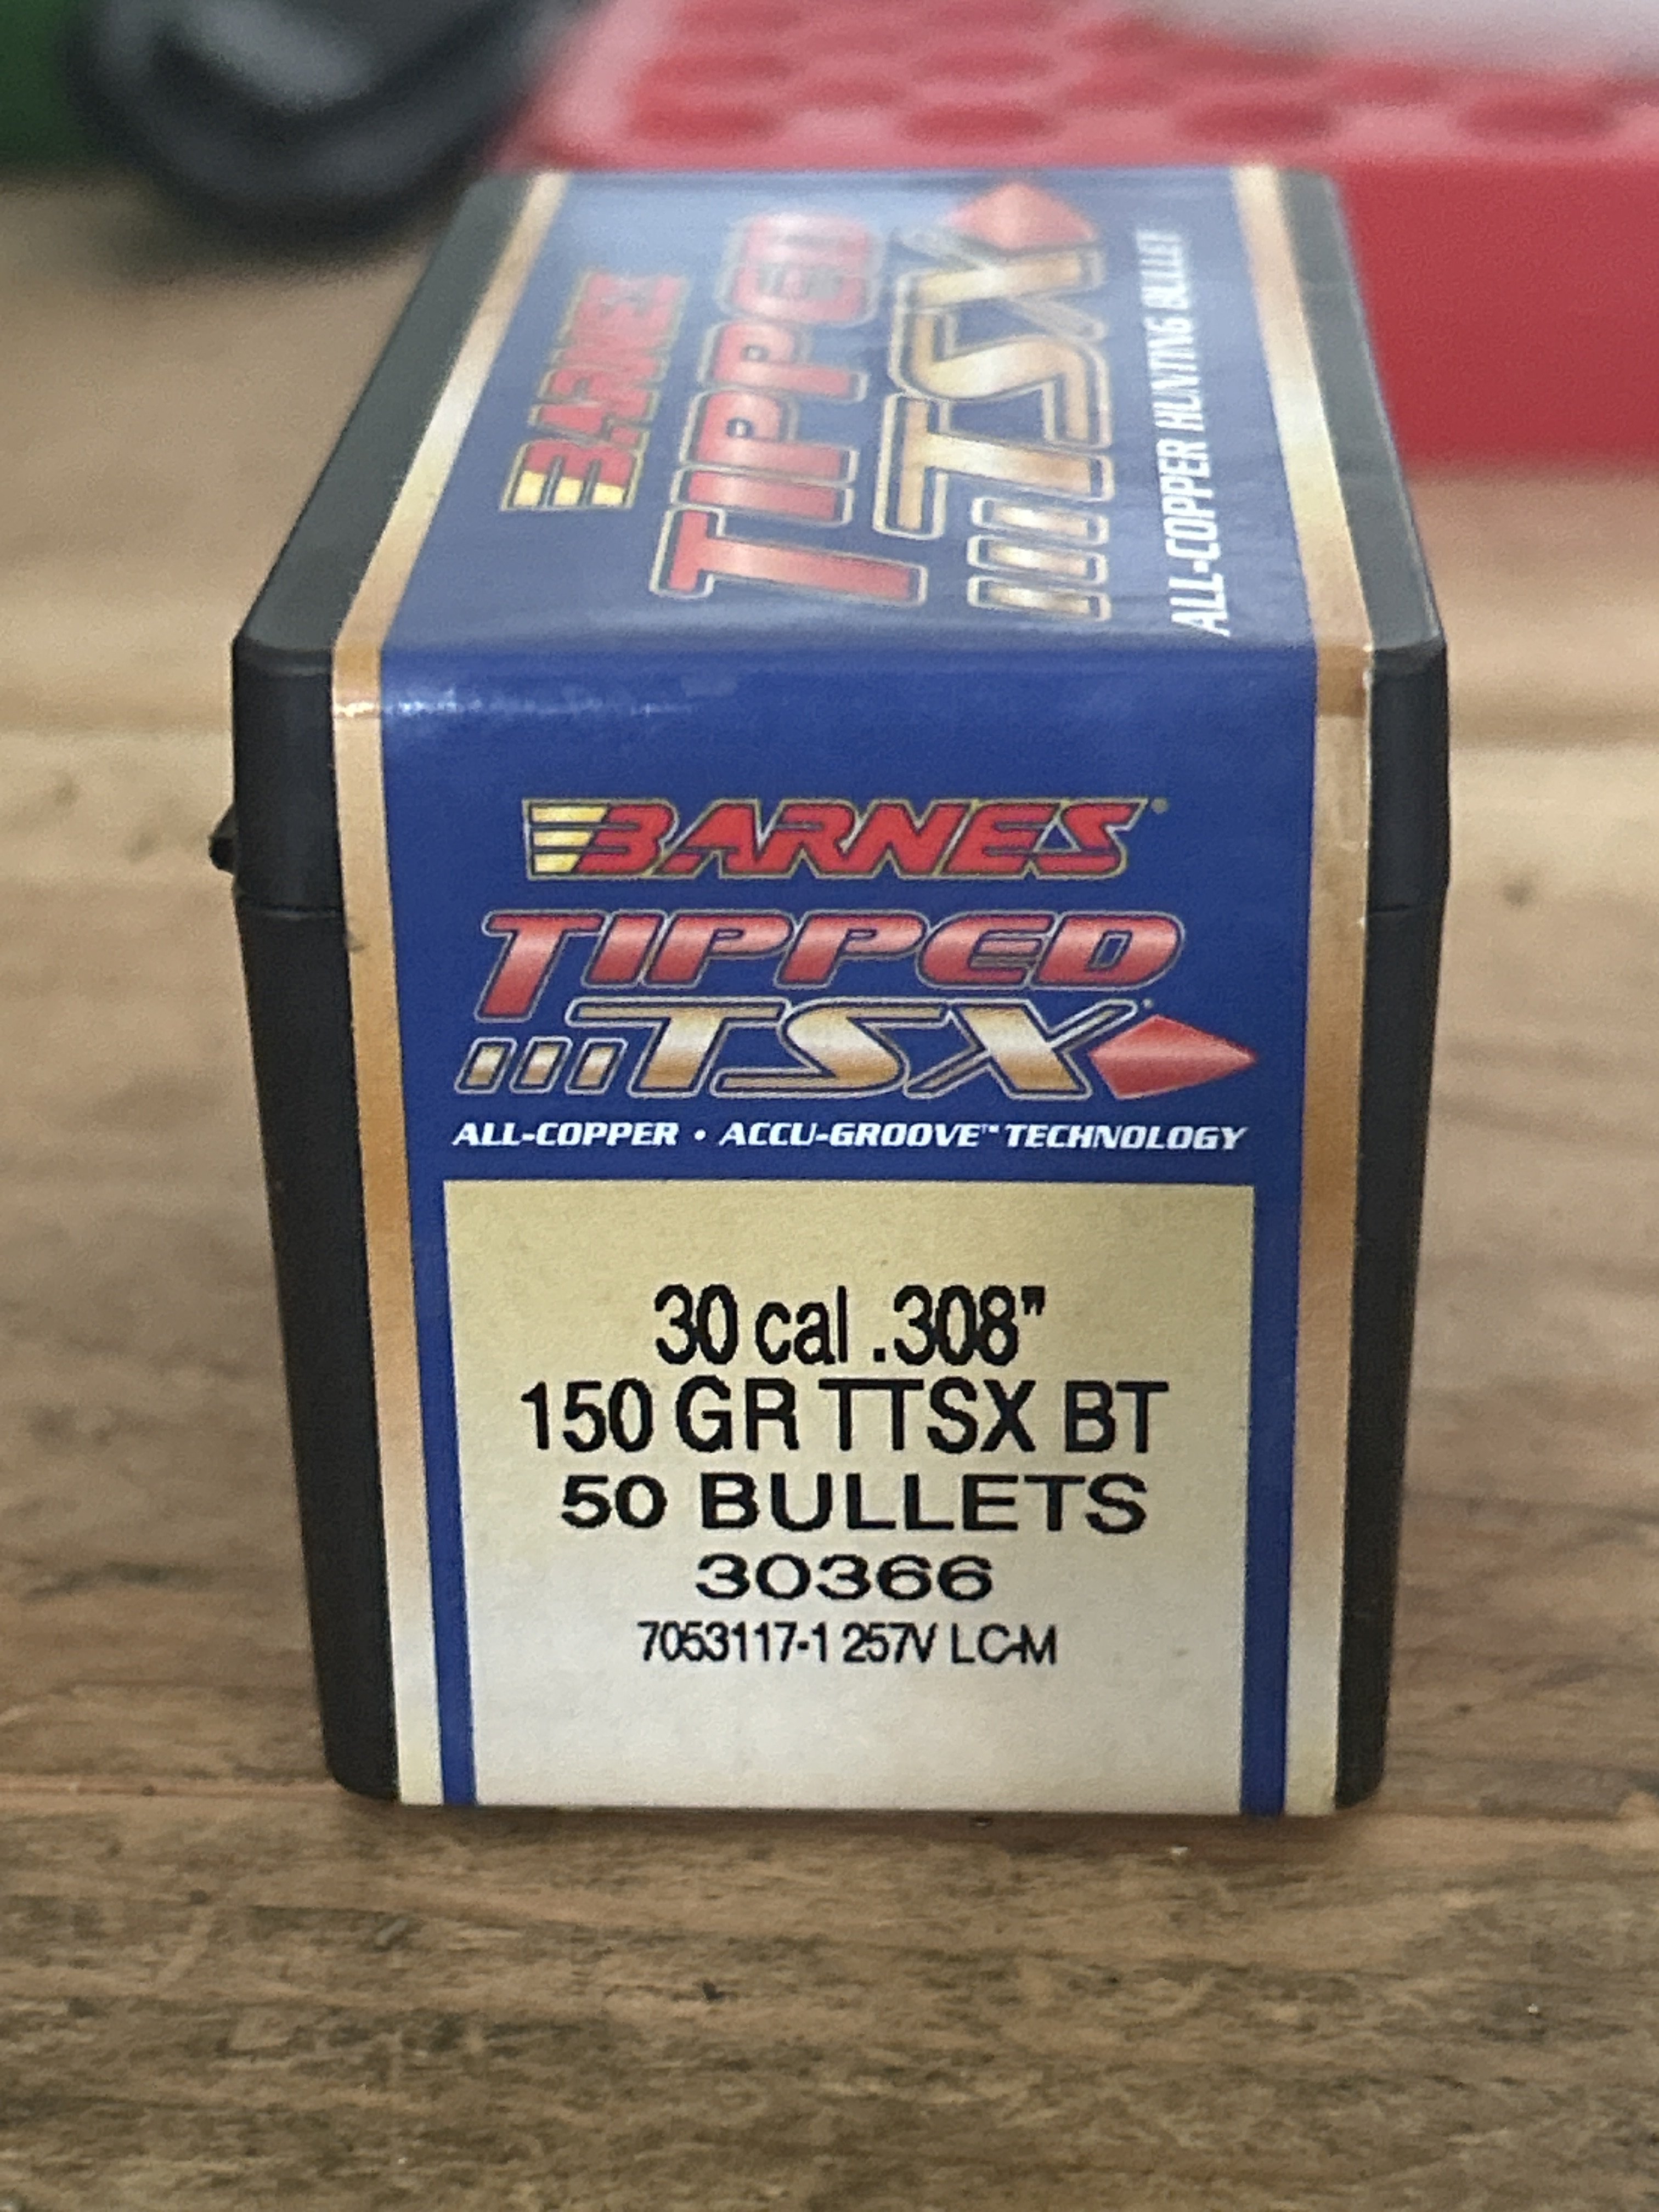 BARNES
TIPPED
TSX
ALL-COPPER HUNTING BULLET
BARNES®
TIPPED
TSX®
ALL-COPPER • ACCU-GROOVE™ TECHNOLOGY
30 cal .308"
150 GR TTSX BT
50 BULLETS
30366
7053117-1 257V LC-M